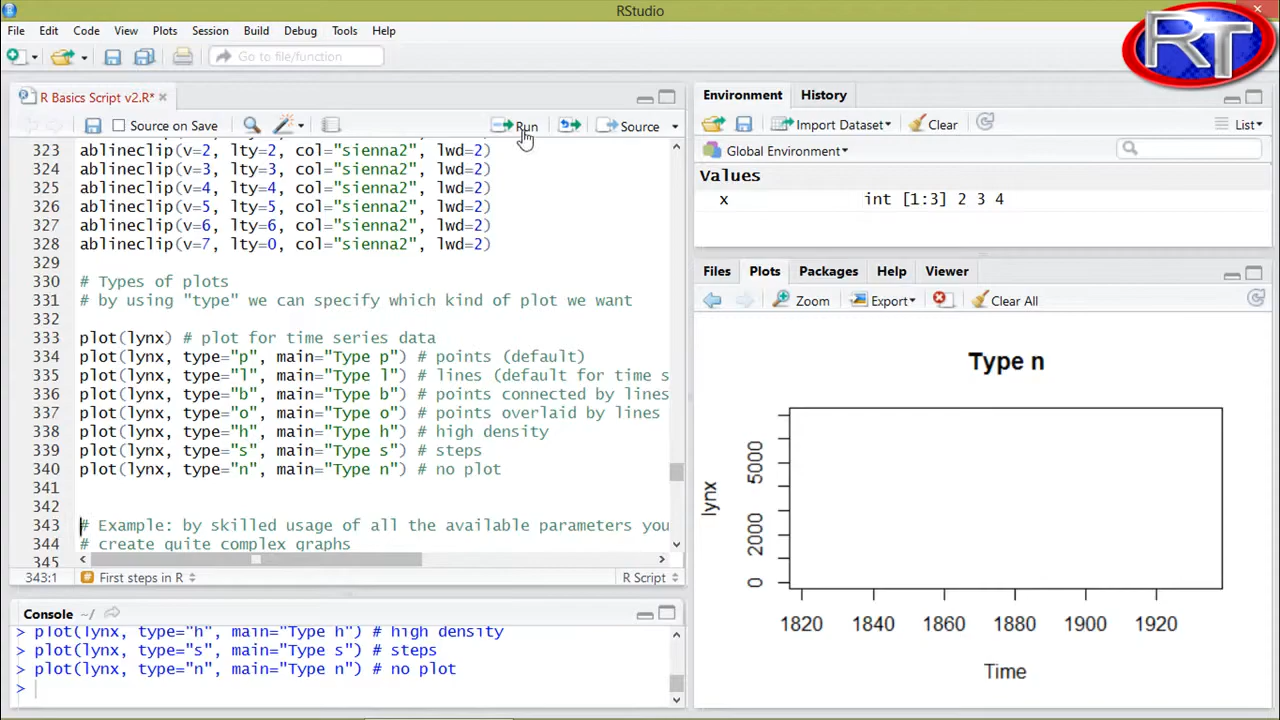 RStudio
RT
File Edit Code View Plots Session Build Debug Tools Help
Go to file/function
R Basics Script v2.R*
Source on Save
Run
Source
323 ablineclip(v=2, lty=2, col="sienna2", lwd=2)
324 ablineclip(v=3, lty=3, col="sienna2", lwd=2)
325 ablineclip(v=4, lty=4, col="sienna2", lwd=2)
326 ablineclip(v=5, lty=5, col="sienna2", lwd=2)
327 ablineclip(v=6, lty=6, col="sienna2", lwd=2)
328 ablineclip(v=7, lty=0, col="sienna2", lwd=2)
329
330 # Types of plots
331 # by using "type" we can specify which kind of plot we want
332
333 plot(lynx) # plot for time series data
334 plot(lynx, type="p", main="Type p") # points (default)
335 plot(lynx, type="l", main="Type l") # lines (default for time s
336 plot(lynx, type="b", main="Type b") # points connected by lines
337 plot(lynx, type="o", main="Type o") # points overlaid by lines
338 plot(lynx, type="h", main="Type h") # high density
339 plot(lynx, type="s", main="Type s") # steps
340 plot(lynx, type="n", main="Type n") # no plot
341
342
343 # Example: by skilled usage of all the available parameters you
344 # create quite complex graphs
345
343:1 First steps in R R Script
Console ~/
> plot(lynx, type="h", main="Type h") # high density
> plot(lynx, type="s", main="Type s") # steps
> plot(lynx, type="n", main="Type n") # no plot
>
Environment History
Import Dataset Clear List
Global Environment
Values
x int [1:3] 2 3 4
Files Plots Packages Help Viewer
Zoom Export Clear All
Type n
lynx
5000
2000
0
1820 1840 1860 1880 1900 1920
Time